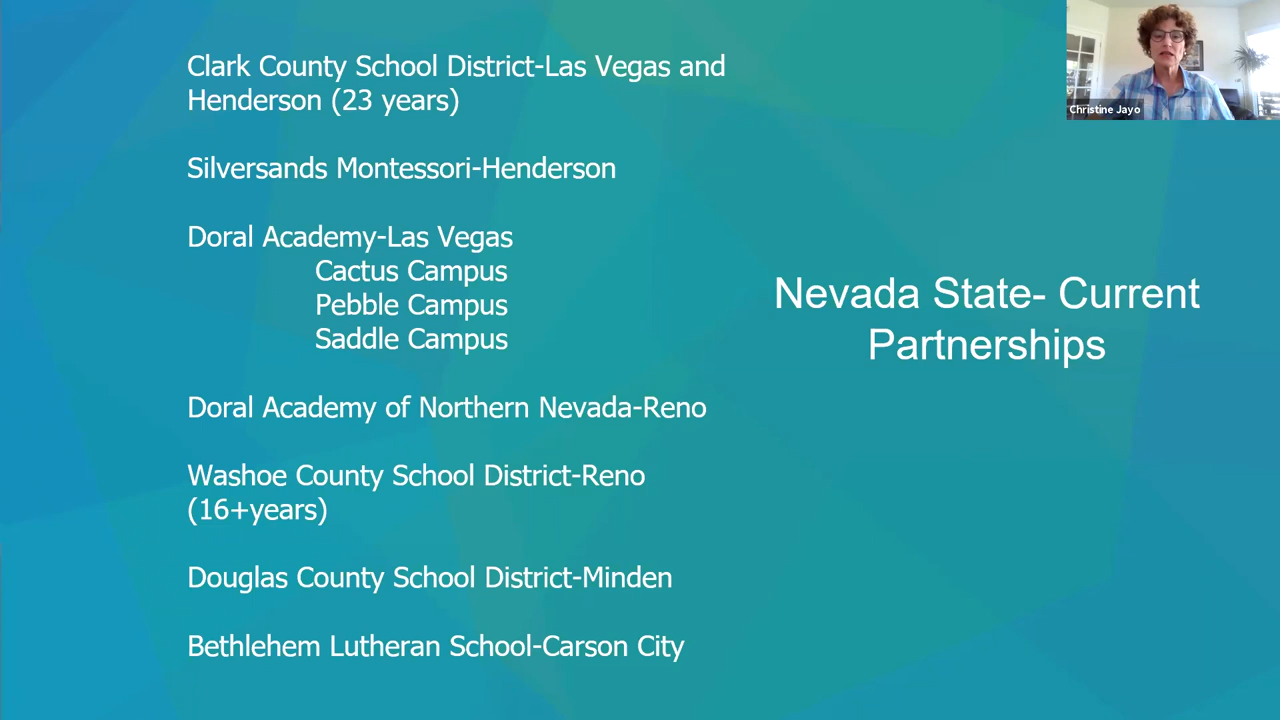 Clark County School District-Las Vegas and
Henderson (23 years)
Silversands Montessori-Henderson
Doral Academy-Las Vegas
Cactus Campus
Pebble Campus
Saddle Campus
Doral Academy of Northern Nevada-Reno
Washoe County School District-Reno
(16+years)
Douglas County School District-Minden
Bethlehem Lutheran School-Carson City
Nevada State- Current
Partnerships
Christine Jayo